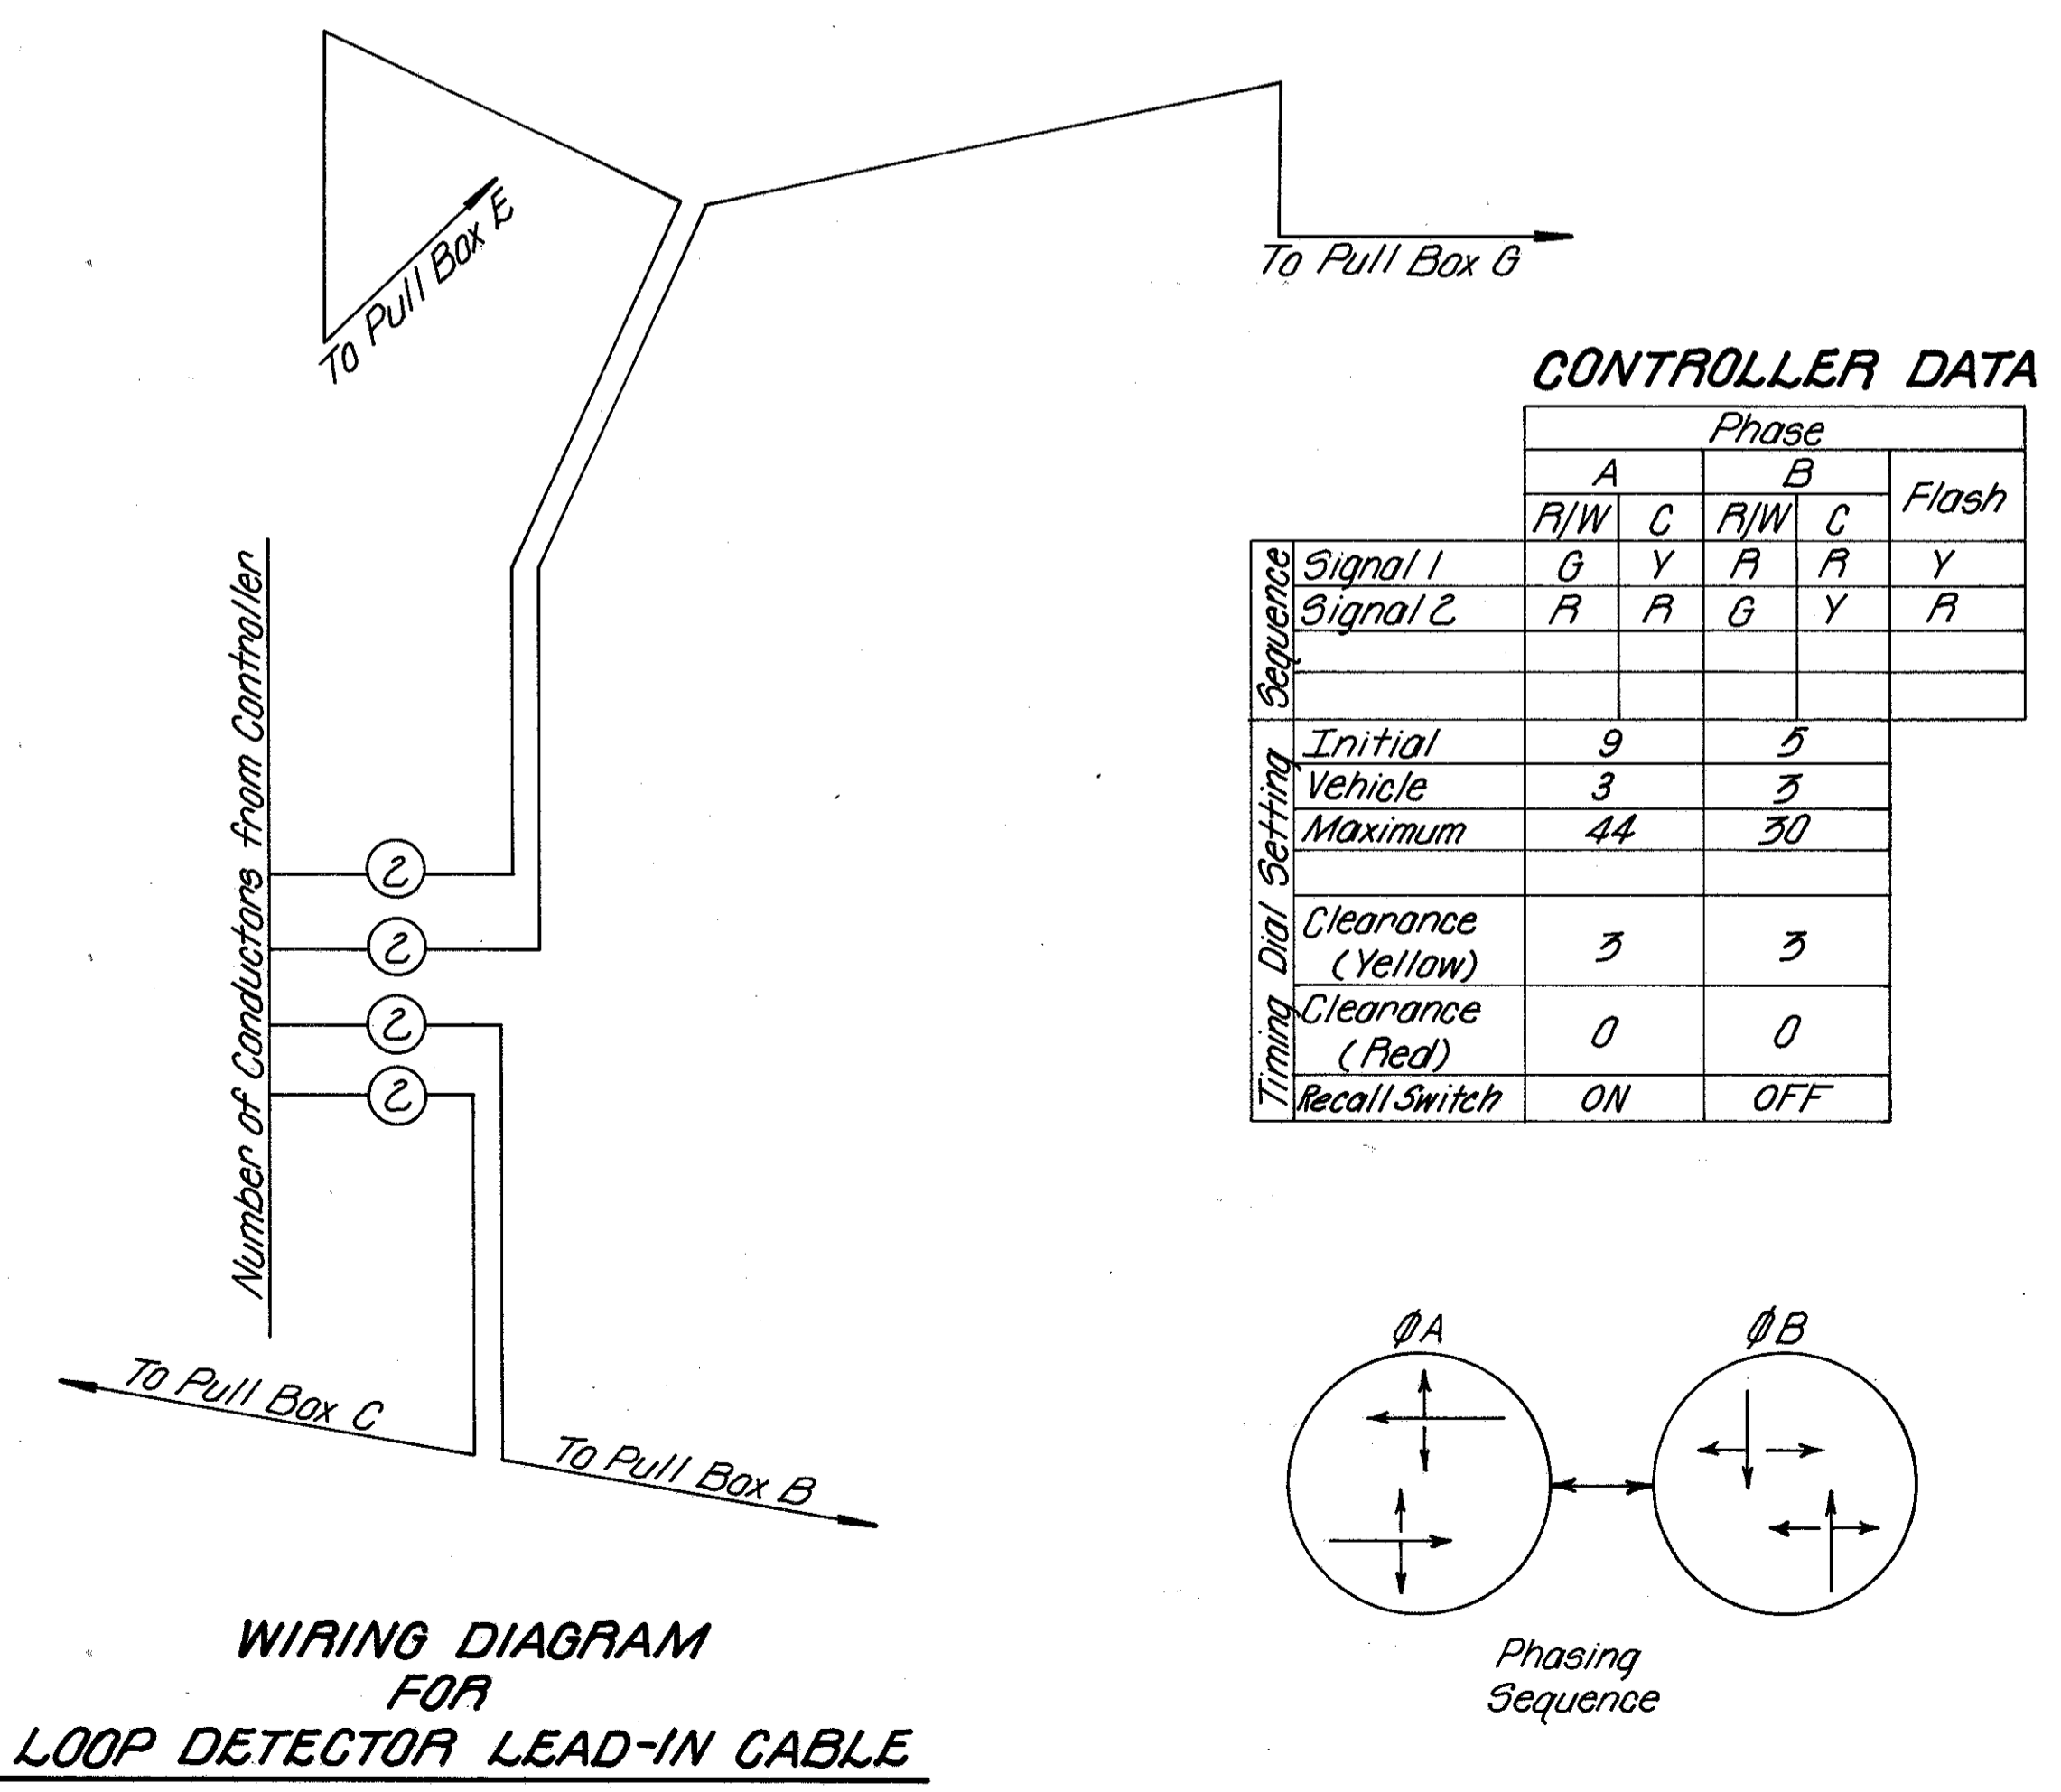 To Pull Box E
To Pull Box G
Number of Conductors from Controller
2
2
2
2
To Pull Box C
To Pull Box B
WIRING DIAGRAM
FOR
LOOP DETECTOR LEAD-IN CABLE
CONTROLLER DATA
Phase
A B Flash
R/W C R/W C
Sequence
Signal 1 G Y R R Y
Signal 2 R R G Y R
Timing Dial Setting
Initial 9 5
Vehicle 3 3
Maximum 44 30
Clearance
(Yellow) 3 3
Clearance
(Red) 0 0
Recall Switch ON OFF
ØA ØB
Phasing
Sequence